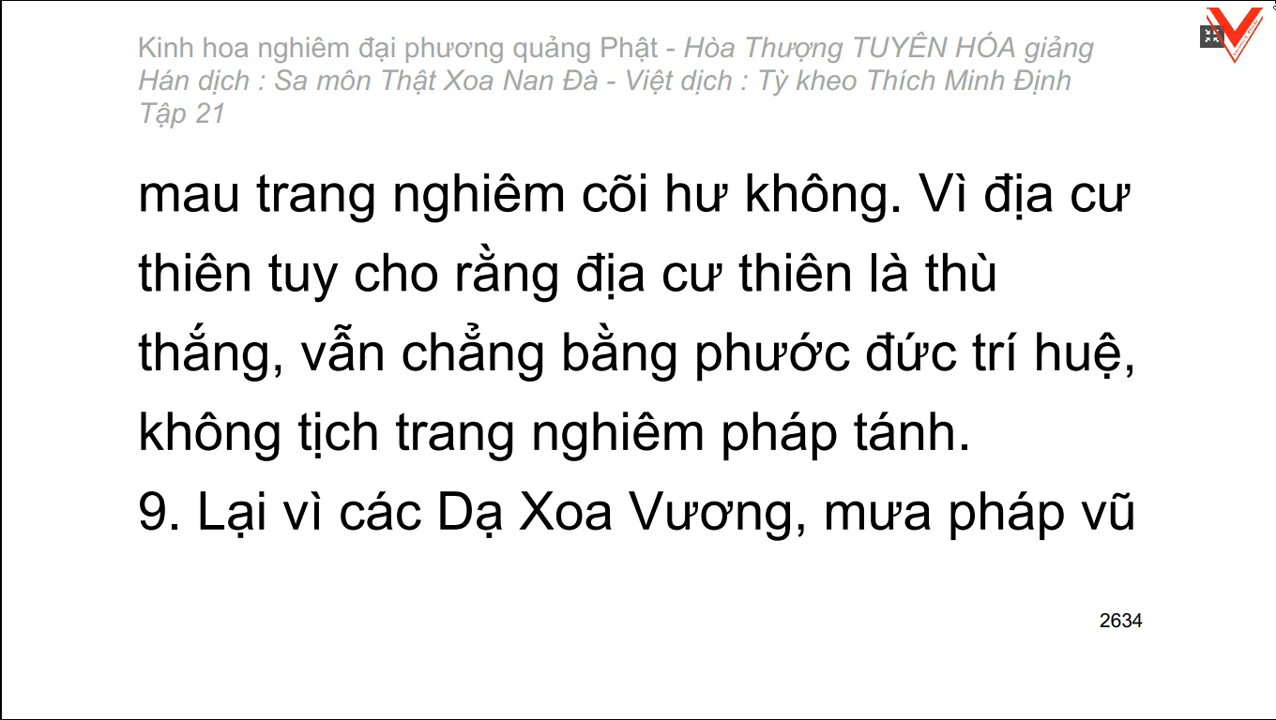 Kinh hoa nghiêm đại phương quảng Phật - Hòa Thượng TUYÊN HÓA giảng
Hán dịch : Sa môn Thật Xoa Nan Đà - Việt dịch : Tỳ kheo Thích Minh Định
Tập 21
mau trang nghiêm cõi hư không. Vì địa cư
thiên tuy cho rằng địa cư thiên là thù
thắng, vẫn chẳng bằng phước đức trí huệ,
không tịch trang nghiêm pháp tánh.
9. Lại vì các Dạ Xoa Vương, mưa pháp vũ
2634